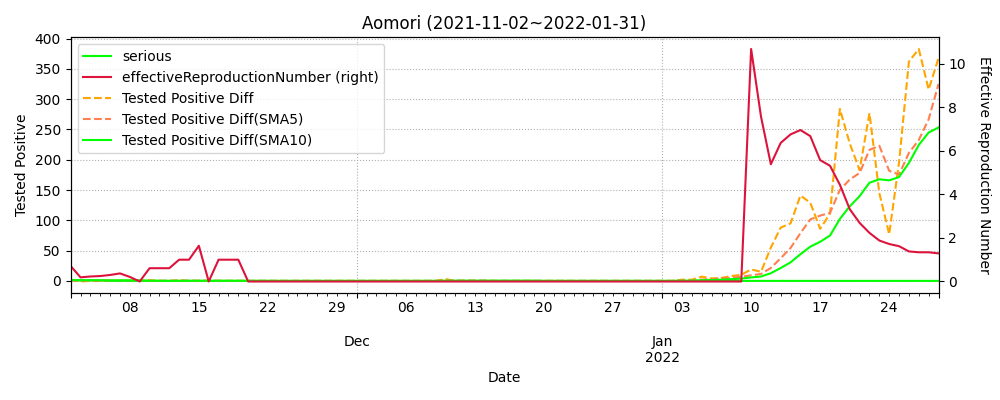 Aomori (2021-11-02~2022-01-31)
serious
effectiveReproductionNumber (right)
Tested Positive Diff
Tested Positive Diff(SMA5)
Tested Positive Diff(SMA10)
Tested Positive
400
350
300
250
200
150
100
50
0
Effective Reproduction Number
10
8
6
4
2
0
08 15 22 29 06 13 20 27 03 10 17 24
Dec Jan
2022
Date